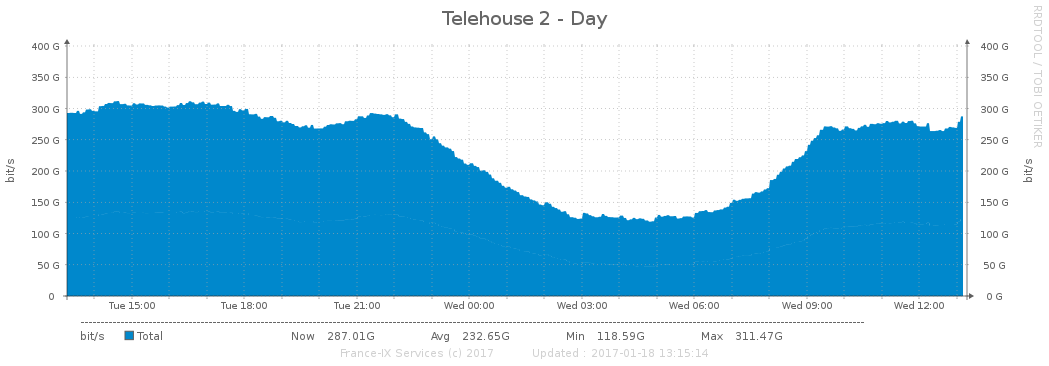 Telehouse 2 - Day
RRDTOOL / TOBI OETIKER
400 G 400 G
350 G 350 G
300 G 300 G
250 G 250 G
200 G 200 G
150 G 150 G
100 G 100 G
50 G 50 G
0 0 G
bit/s bit/s
Tue 15:00 Tue 18:00 Tue 21:00 Wed 00:00 Wed 03:00 Wed 06:00 Wed 09:00 Wed 12:00
bit/s Total Now 287.01G Avg 232.65G Min 118.59G Max 311.47G
France-IX Services (c) 2017 Updated : 2017-01-18 13:15:14